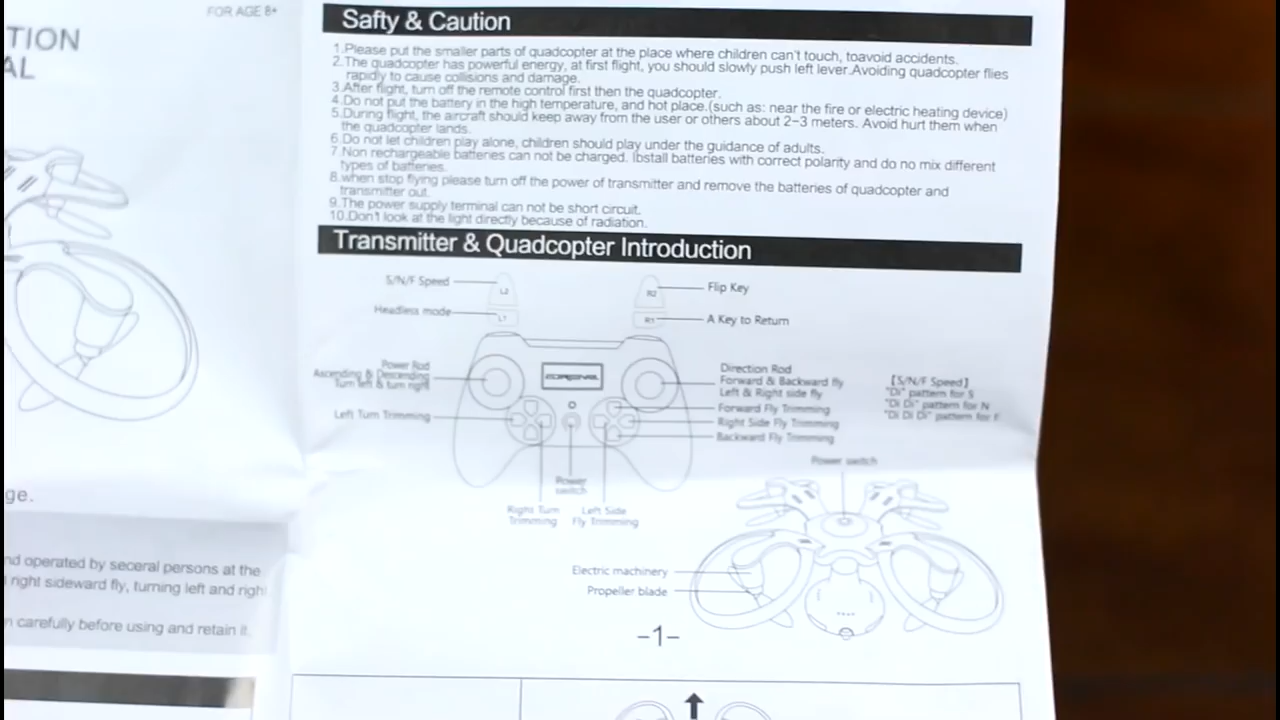 FOR AGE 8+
TION
AL
ge.
nd operated by seceral persons at the
right sideward fly, turning left and righ
n carefully before using and retain it.
Safty & Caution
1.Please put the smaller parts of quadcopter at the place where children can't touch, toavoid accidents.
2.The quadcopter has powerful energy, at first flight, you should slowly push left lever.Avoiding quadcopter flies
rapidly to cause collisions and damage.
3.After flight, turn off the remote control first then the quadcopter.
4.Do not put the battery in the high temperature, and hot place.(such as: near the fire or electric heating device)
5.During flight, the aircraft should keep away from the user or others about 2-3 meters. Avoid hurt them when
the quadcopter lands.
6.Do not let children play alone, children should play under the guidance of adults.
7.Non rechargeable batteries can not be charged. Ibstall batteries with correct polarity and do no mix different
types of batteries.
8.when stop flying please turn off the power of transmitter and remove the batteries of quadcopter and
transmitter out.
9.The power supply terminal can not be short circuit.
10.Don't look at the light directly because of radiation.
Transmitter & Quadcopter Introduction
S/N/F Speed
L2
R2
Flip Key
Headless mode
L1
R1
A Key to Return
Power Rod
Ascending & Descending
Turn left & turn right
Direction Rod
Forward & Backward fly
Left & Right side fly
【S/N/F Speed】
"Di" pattern for S
"Di Di" pattern for N
"Di Di Di" pattern for F
Left Turn Trimming
Forward Fly Trimming
Right Side Fly Trimming
Backward Fly Trimming
Power
switch
Right Turn
Trimming
Left Side
Fly Trimming
Power switch
Electric machinery
Propeller blade
-1-